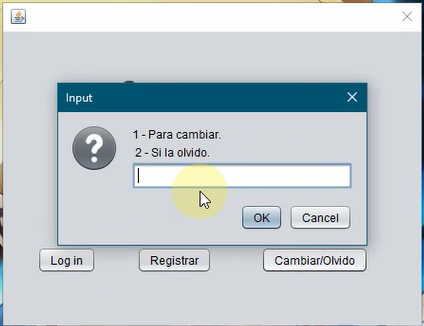 Input
1 - Para cambiar.
2 - Si la olvido.
OK
Cancel
Log in
Registrar
Cambiar/Olvido